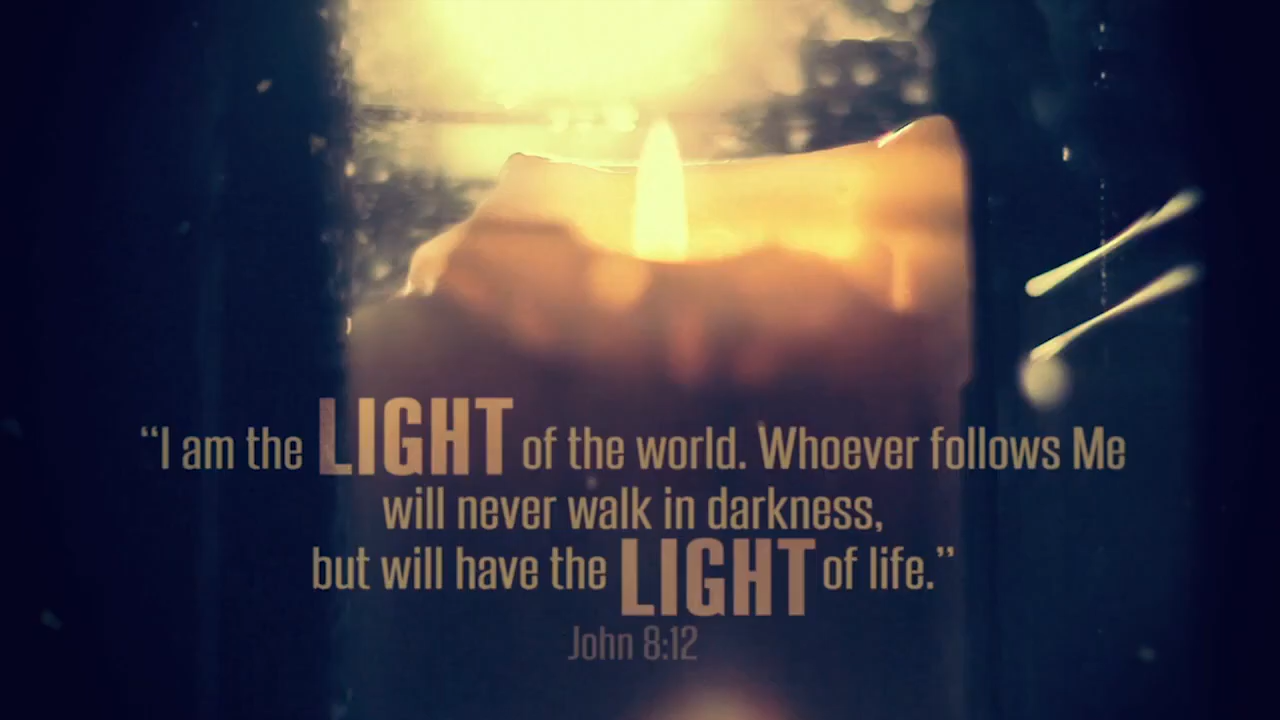 “I am the LIGHT of the world. Whoever follows Me
will never walk in darkness,
but will have the LIGHT of life.”
John 8:12